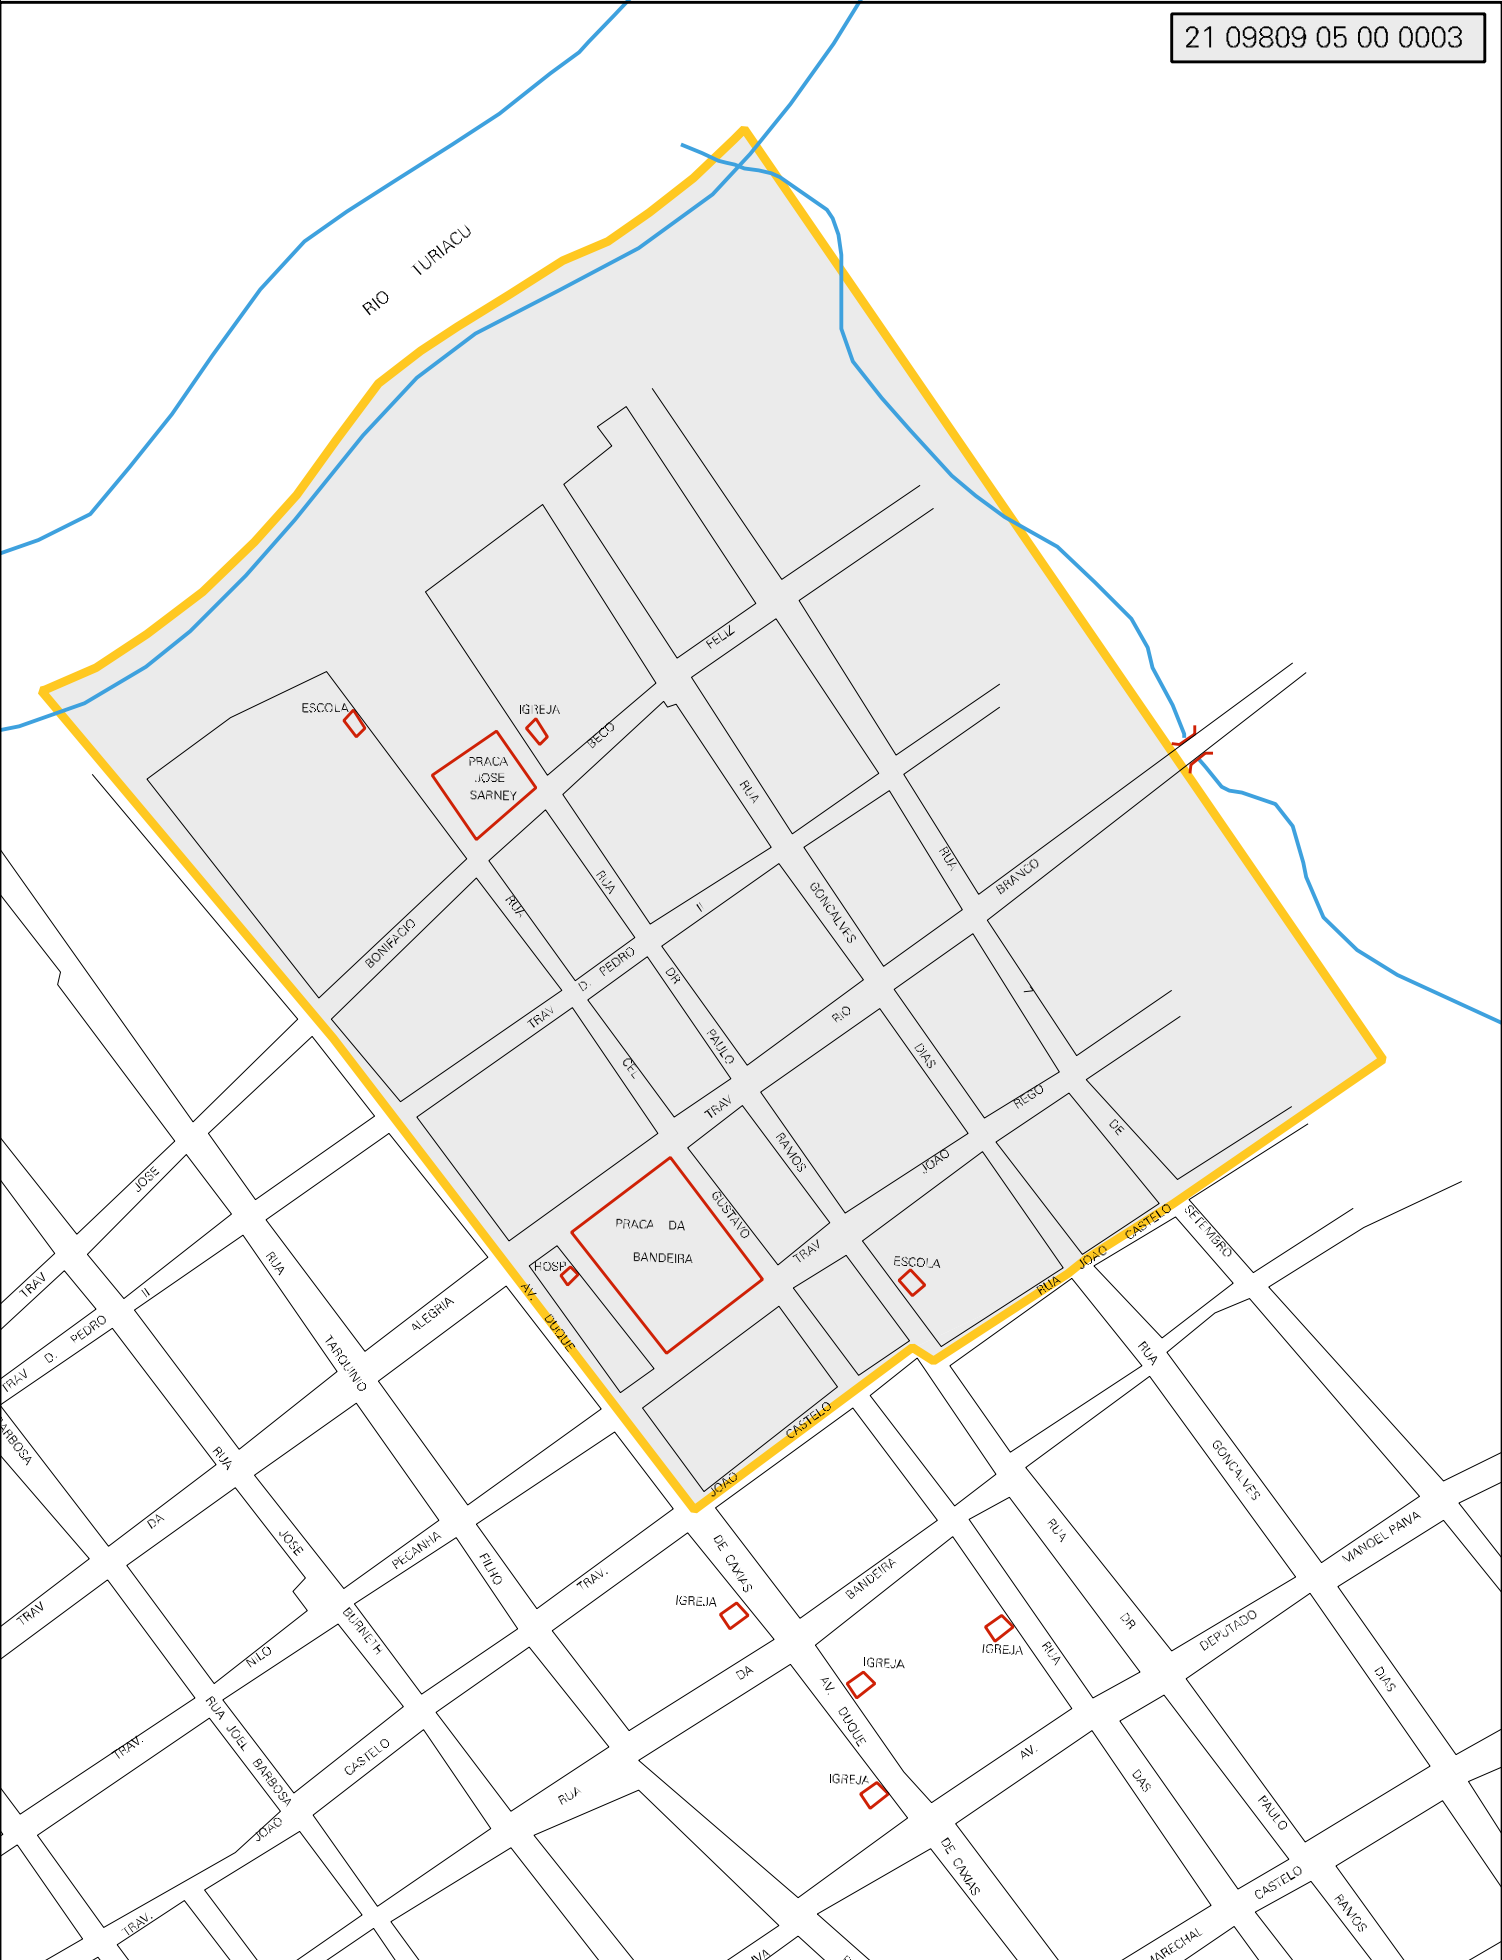 21 09809 05 00 0003
RIO TURIACU
ESCOLA
IGREJA
PRACA
JOSE
SARNEY
BECO
FELIZ
RUA
RUA
RUA
RUA
GONCALVES
BRANCO
BONIFACIO
TRAV
D. PEDRO
II
DR
RIO
7
CEL
PAULO
DIAS
TRAV
REGO
DE
RAMOS
JOAO
JOSE
PRACA DA
BANDEIRA
GUSTAVO
TRAV
HOSP.
ESCOLA
RUA JOAO CASTELO
SETEMBRO
AV. DUQUE
RUA
TRAV
II
TRAV D. PEDRO
ALEGRIA
TARQUINIO
RUA
JOAO CASTELO
GONCALVES
RUA
DA
JOSE
PECANHA
FILHO
TRAV.
DE CAXIAS
BANDEIRA
RUA
MANOEL PAIVA
IGREJA
TRAV
NILO
BURNETH
IGREJA
IGREJA
RUA
DR
DEPUTADO
DA
AV. DUQUE
DIAS
RUA JOEL BARBOSA
TRAV.
CASTELO
RUA
IGREJA
AV.
DAS
PAULO
JOAO
DE CAXIAS
CASTELO
RAMOS
TRAV.
MARECHAL